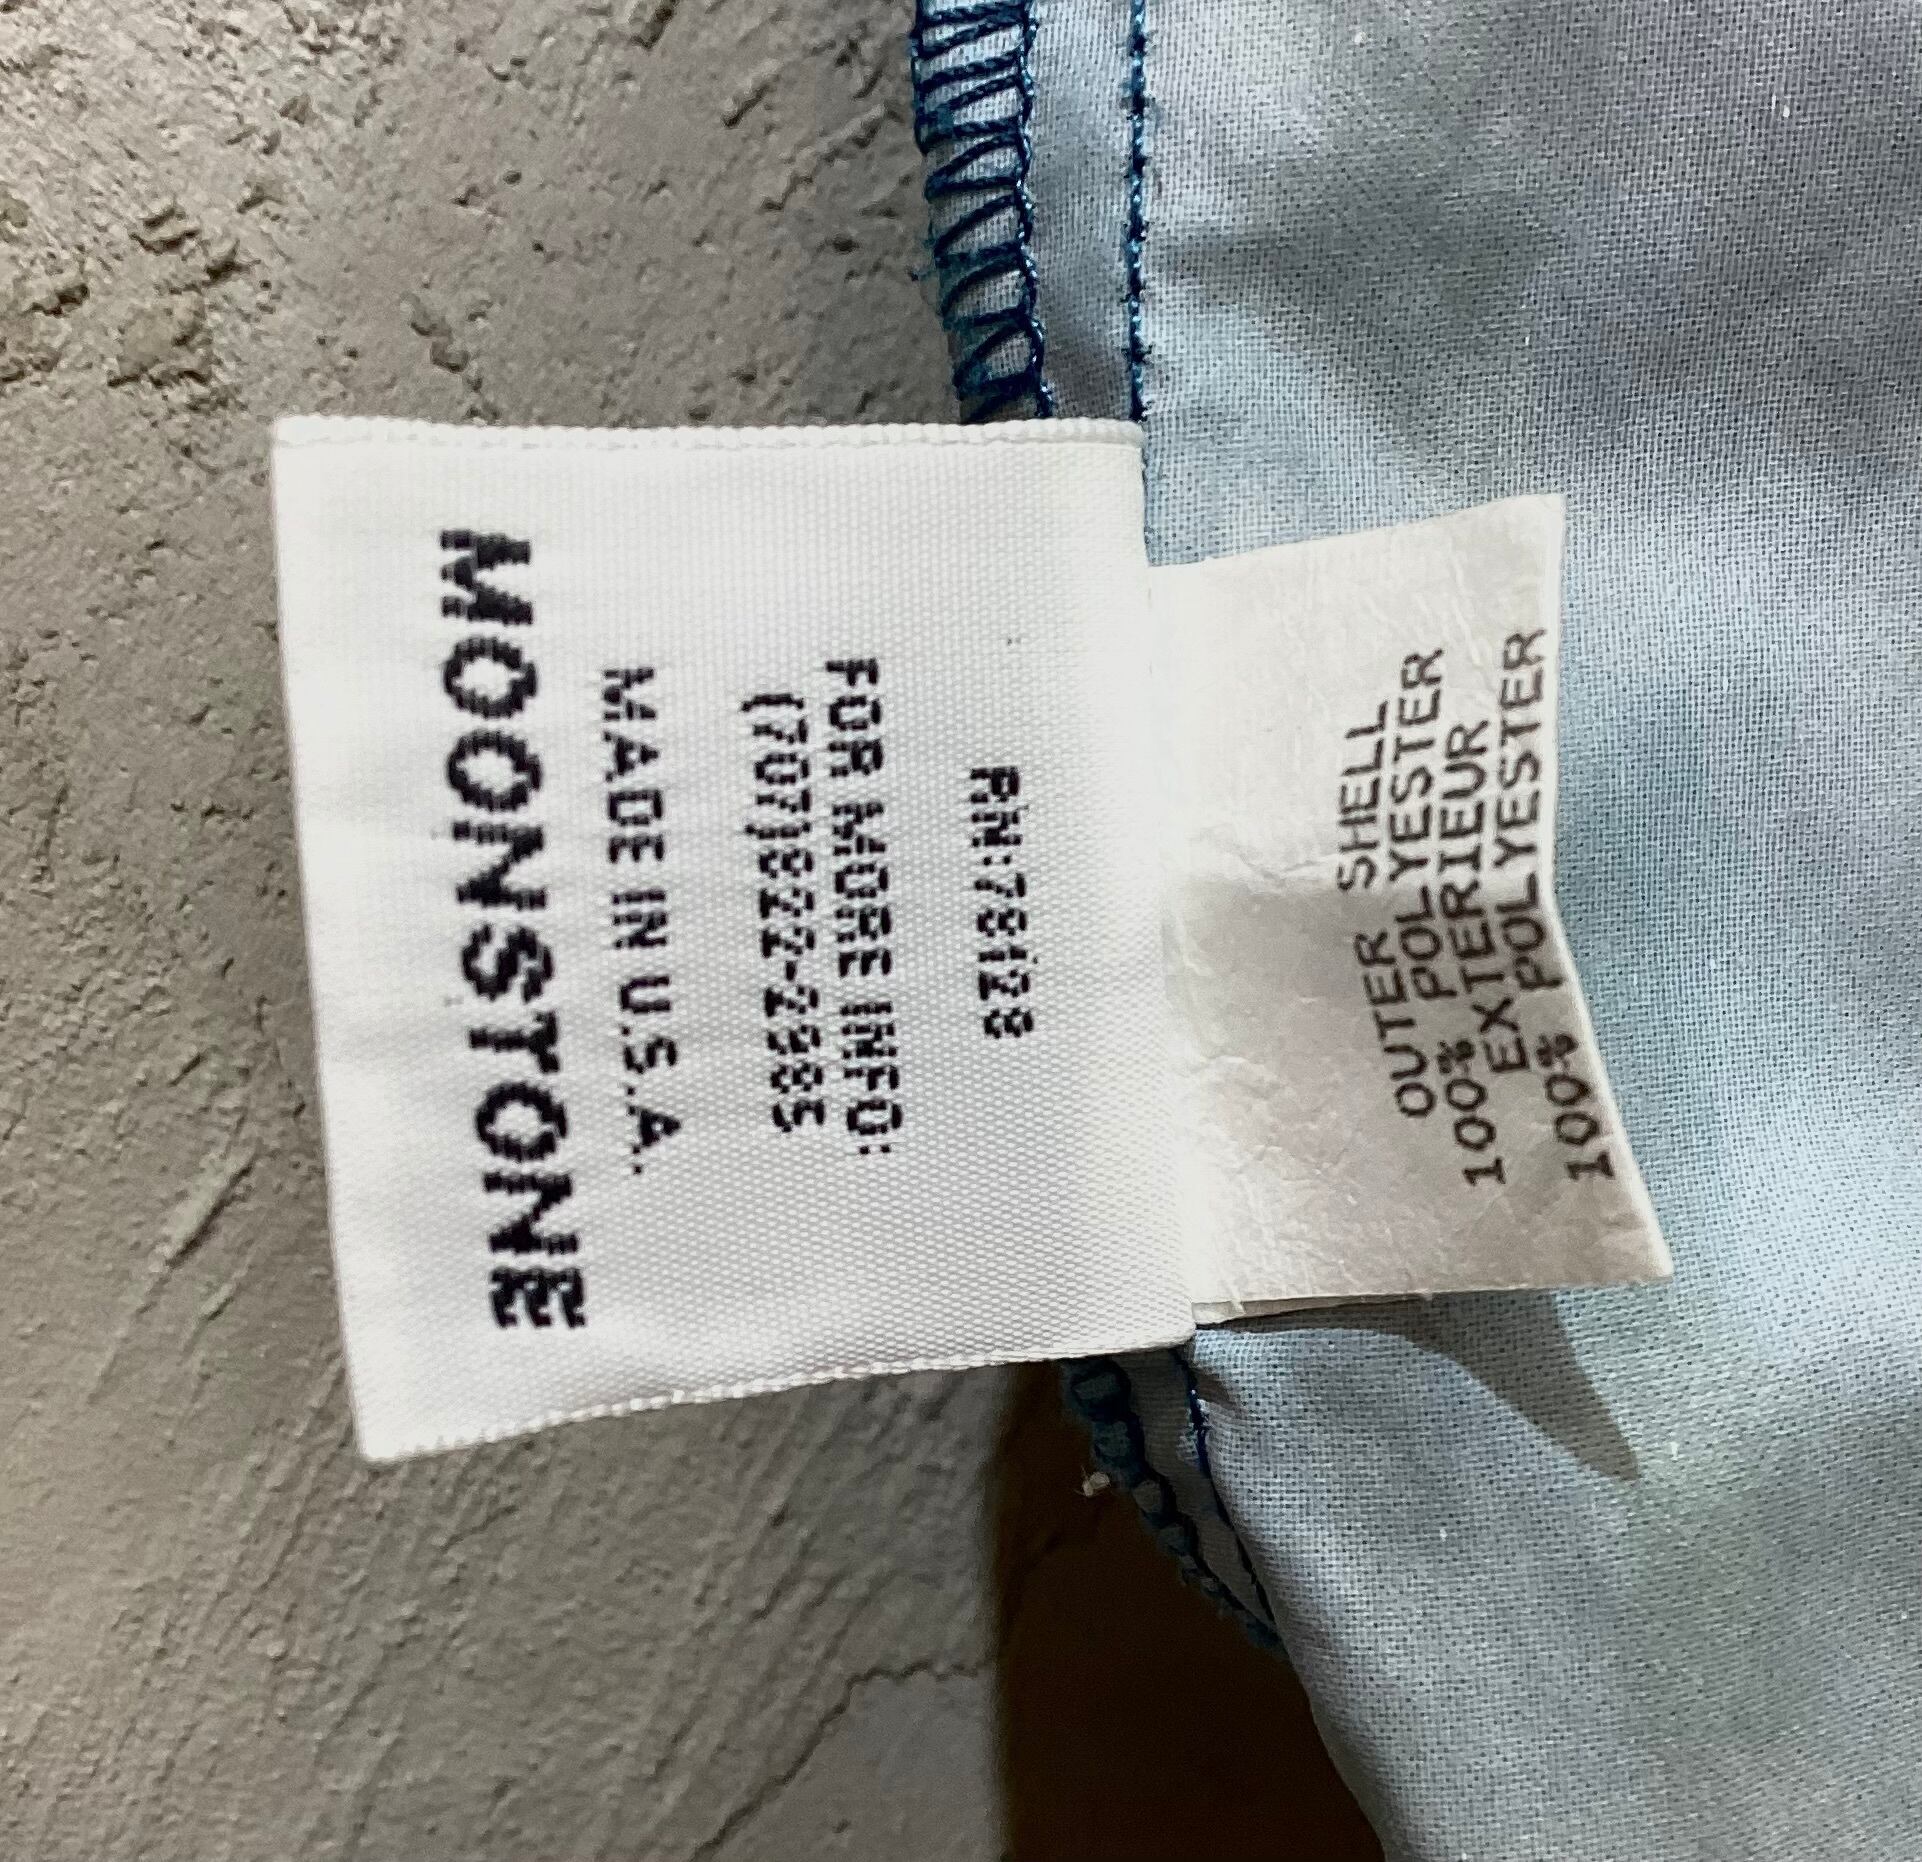 RN:78128
FOR MORE INFO:
(707)822-2985
MADE IN U.S.A.
MOONSTONE
OUTER SHELL
100% POLYESTER
EXTERIEUR
100% POLYESTER